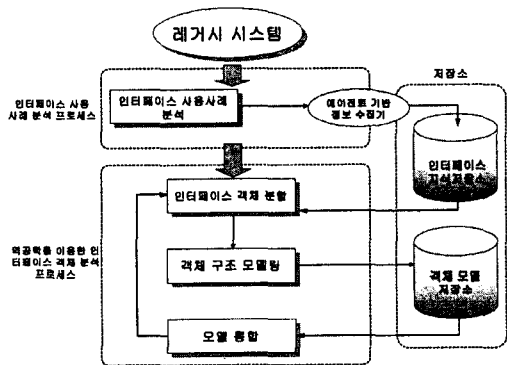 레거시 시스템
저장소
인터페이스 사용
사례 분석 프로세스
인터페이스 사용사례
분석
에이전트 기반
정보 수집기
인터페이스
지식저장소
인터페이스 객체 분할
역공학을 이용한 인
터페이스 객체 분석
프로세스
객체 구조 모델링
객체 모델
저장소
모델 통합